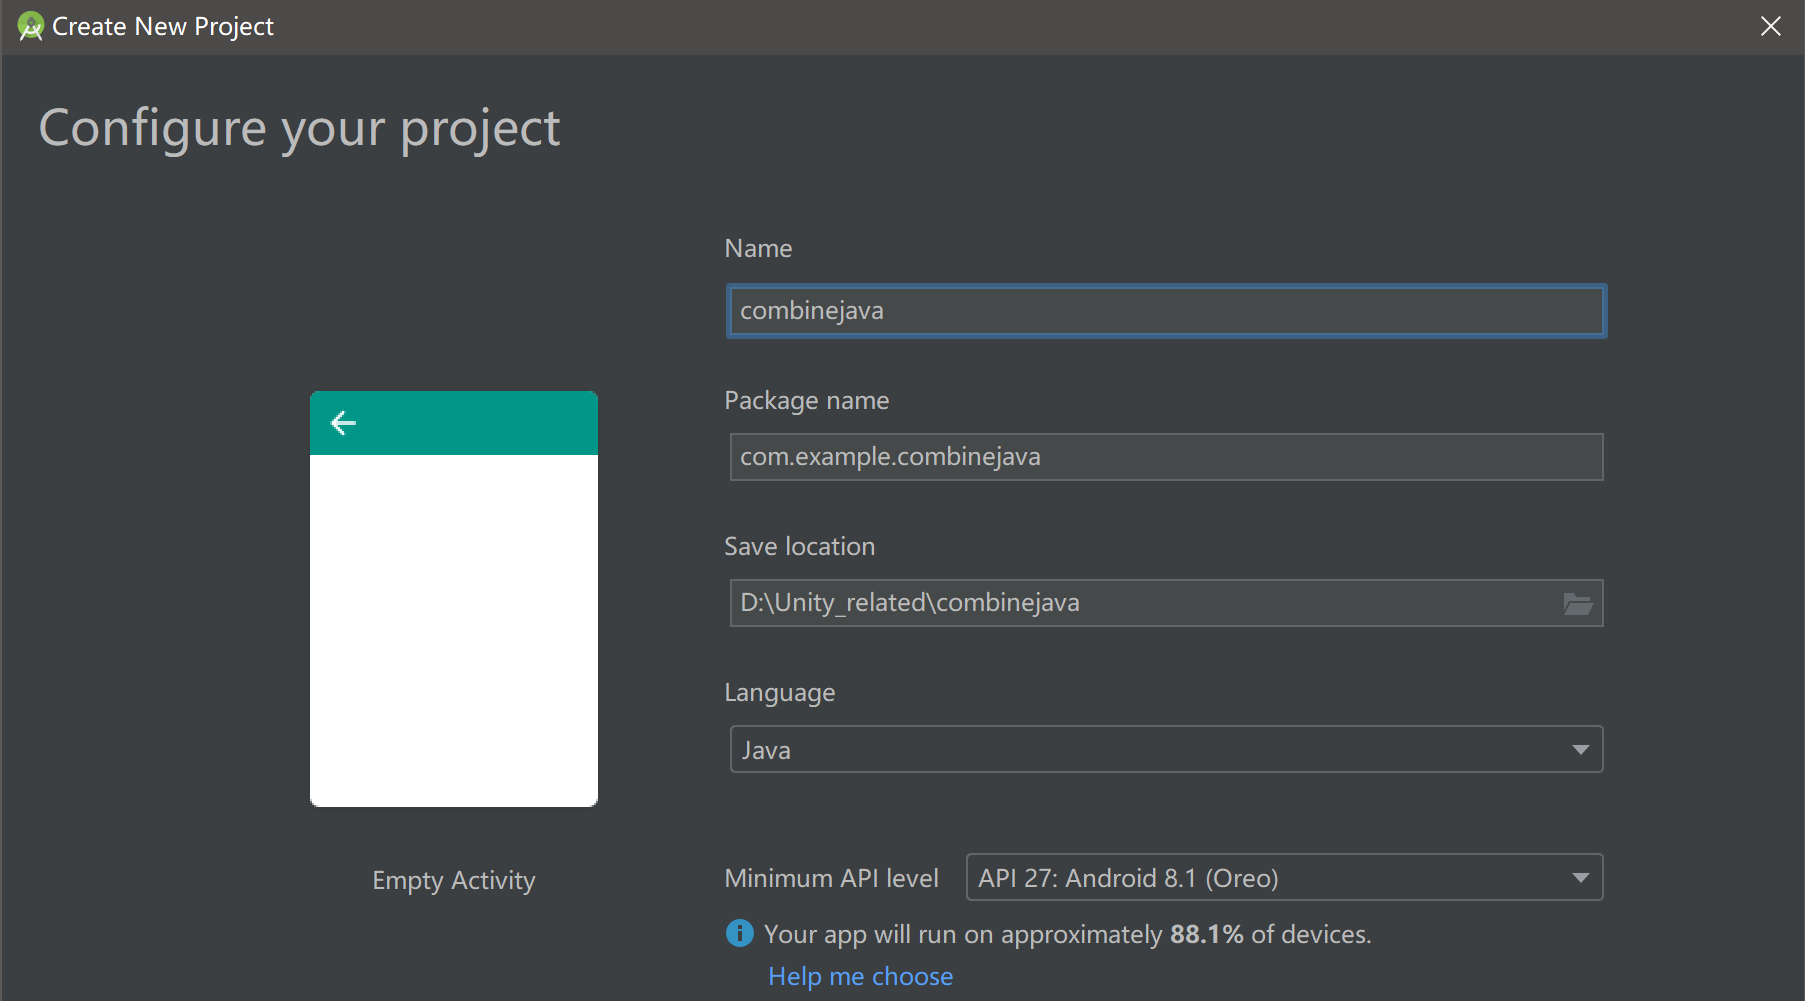 Create New Project
Configure your project
Name
combinejava
Package name
com.example.combinejava
Save location
D:\Unity_related\combinejava
Language
Java
Empty Activity
Minimum API level API 27: Android 8.1 (Oreo)
Your app will run on approximately 88.1% of devices.
Help me choose